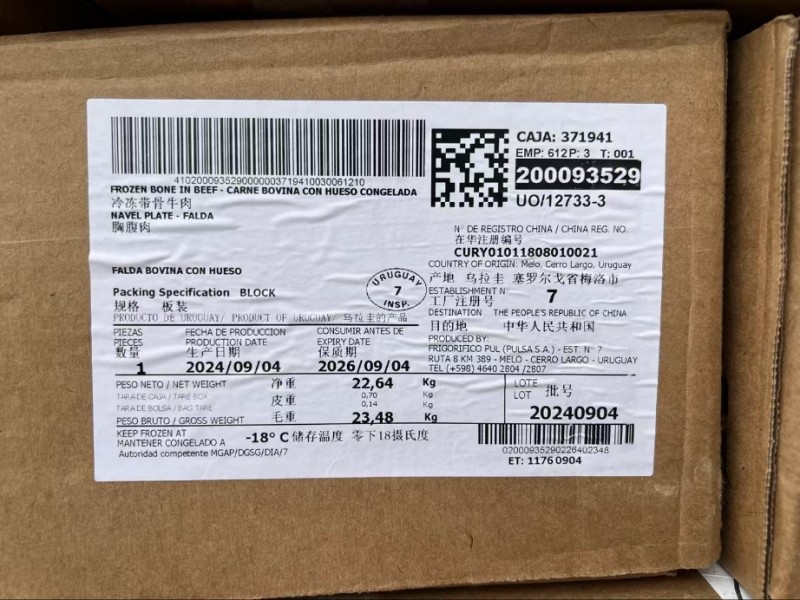 4102000935290000003719410030061210
FROZEN BONE IN BEEF - CARNE BOVINA CON HUESO CONGELADA
冷冻带骨牛肉
NAVEL PLATE - FALDA
胸腹肉
CAJA: 371941
EMP: 612 P: 3 T: 001
200093529
UO/12733-3
N° DE REGISTRO CHINA / CHINA REG. NO.
在华注册编号
CURY01011808010021
COUNTRY OF ORIGIN: Melo, Cerro Largo, Uruguay
产地 乌拉圭 塞罗尔戈省梅洛市
ESTABLISHMENT N°
工厂注册号 7
DESTINATION THE PEOPLE'S REPUBLIC OF CHINA
目的地 中华人民共和国
PRODUCED BY:
FRIGORIFICO PUL (PULSA S.A.) - EST. N° 7
RUTA 8 KM 389 - MELO - CERRO LARGO - URUGUAY
TEL (+598) 4640 2804 /2807
FALDA BOVINA CON HUESO
URUGUAY
7
INSP.
Packing Specification BLOCK
规格 板装
PRODUCTO DE URUGUAY/ PRODUCT OF URUGUAY/ 乌拉圭的产品
PIEZAS FECHA DE PRODUCCION CONSUMIR ANTES DE
PIECES PRODUCTION DATE EXPIRY DATE
数量 生产日期 保质期
1 2024/09/04 2026/09/04
PESO NETO / NET WEIGHT 净重 22,64 Kg
TARA DE CAJA / TARE BOX 皮重 0,70 Kg
TARA DE BOLSA / BAG TARE 0,14 Kg
PESO BRUTO / GROSS WEIGHT 毛重 23,48 Kg
LOTE
LOT 批号
20240904
KEEP FROZEN AT
MANTENER CONGELADO A -18° C 储存温度 零下18摄氏度
Autoridad competente MGAP/DGSG/DIA/7
02000935290226402348
ET: 1176 0904